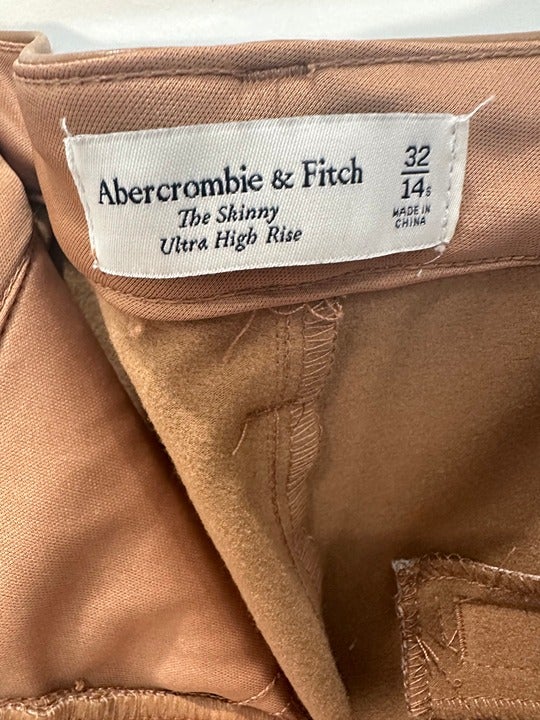 Abercrombie & Fitch
The Skinny
Ultra High Rise
32
14s
MADE IN
CHINA